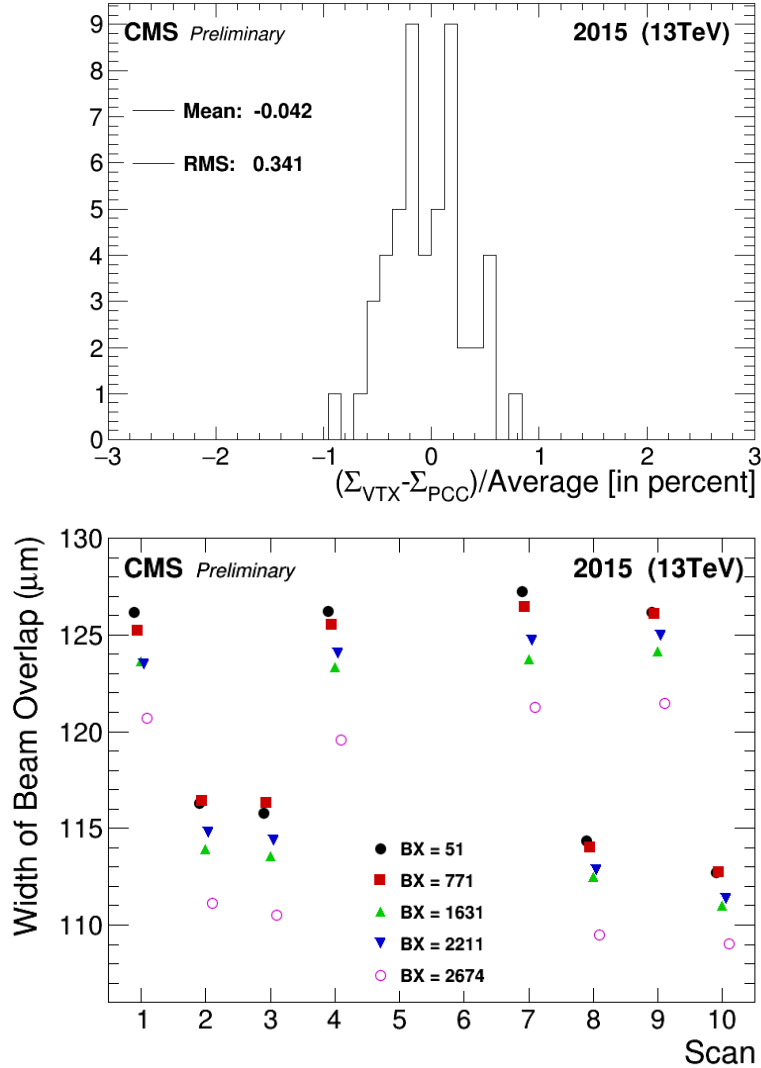 CMS Preliminary 2015 (13TeV)
9
8
7
6
5
4
3
2
1
0
Mean: -0.042
RMS: 0.341
−3 −2 −1 0 1 2 3
(Σ_VTX-Σ_PCC)/Average [in percent]
CMS Preliminary 2015 (13TeV)
Width of Beam Overlap (μm)
130
125
120
115
110
BX = 51
BX = 771
BX = 1631
BX = 2211
BX = 2674
1 2 3 4 5 6 7 8 9 10
Scan